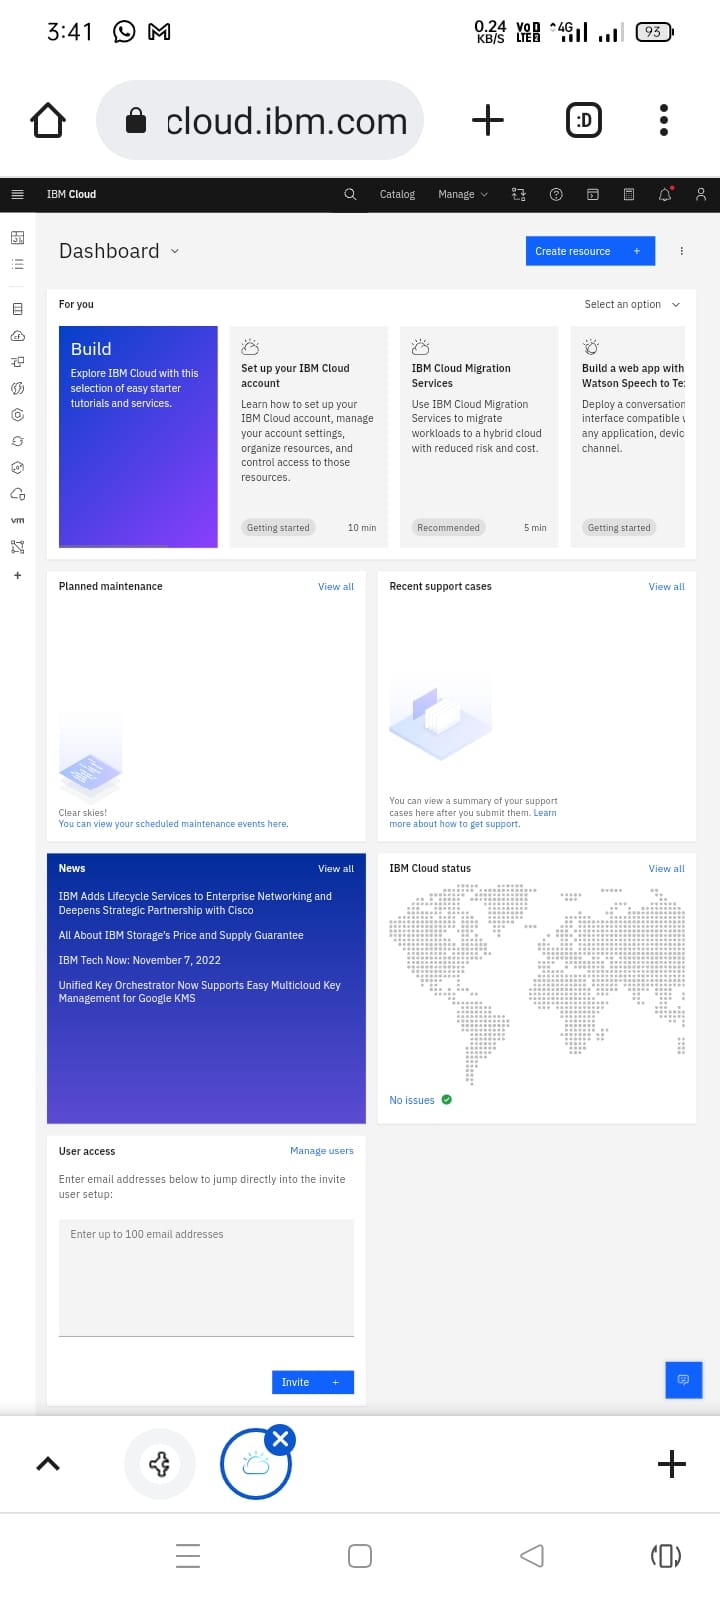 3:41
0.24
KB/S
VoD
LTE2
4G
93
cloud.ibm.com
:D
IBM Cloud
Catalog
Manage
Dashboard
Create resource +
For you
Select an option
Build
Explore IBM Cloud with this
selection of easy starter
tutorials and services.
Set up your IBM Cloud
account
Learn how to set up your
IBM Cloud account, manage
your account settings,
organize resources, and
control access to those
resources.
Getting started
10 min
IBM Cloud Migration
Services
Use IBM Cloud Migration
Services to migrate
workloads to a hybrid cloud
with reduced risk and cost.
Recommended
5 min
Build a web app with
Watson Speech to Te
Deploy a conversation
interface compatible
any application, devic
channel.
Getting started
vm
Planned maintenance
View all
Clear skies!
You can view your scheduled maintenance events here.
Recent support cases
View all
You can view a summary of your support
cases here after you submit them. Learn
more about how to get support.
News
View all
IBM Adds Lifecycle Services to Enterprise Networking and
Deepens Strategic Partnership with Cisco
All About IBM Storage's Price and Supply Guarantee
IBM Tech Now: November 7, 2022
Unified Key Orchestrator Now Supports Easy Multicloud Key
Management for Google KMS
IBM Cloud status
View all
No issues
User access
Manage users
Enter email addresses below to jump directly into the invite
user setup:
Enter up to 100 email addresses
Invite +